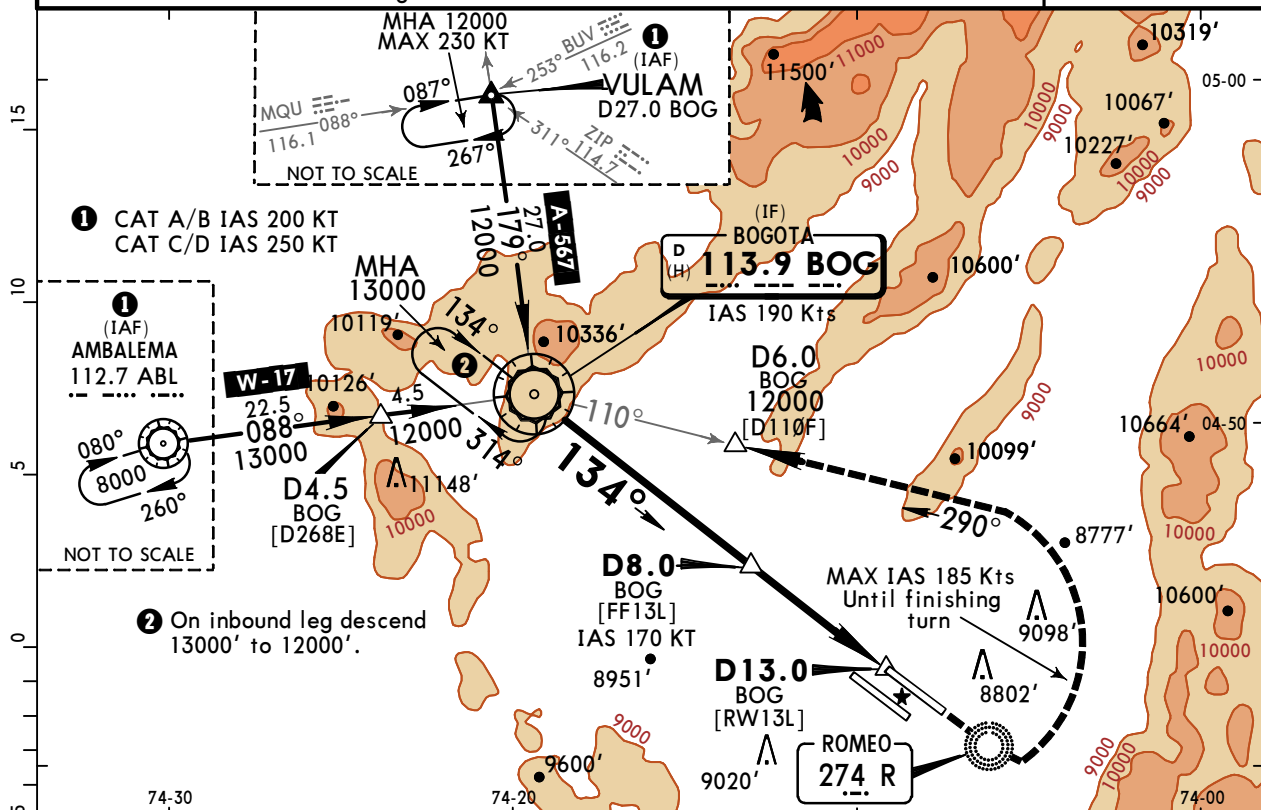 MHA 12000
MAX 230 KT
087°
267°
253° BUV
116.2
1
(IAF)
VULAM
D27.0 BOG
MQU
116.1 088°
311° ZIP
114.7
NOT TO SCALE
11500'
11000
10000
9000
10000
9000
10319'
05-00
10067'
10227'
10000
9000
15
1 CAT A/B IAS 200 KT
CAT C/D IAS 250 KT
A-567
27.0
179°
12000
(IF)
BOGOTA
D
(H)
113.9 BOG
IAS 190 Kts
10600'
10
MHA
13000
10119'
134°
2
10336'
1
(IAF)
AMBALEMA
112.7 ABL
080°
8000
260°
NOT TO SCALE
W-17
22.5
088°
13000
10126'
4.5
12000
314°
D4.5
BOG
[D268E]
11148'
10000
110°
D6.0
BOG
12000
[D110F]
134°
9000
10099'
290°
8777'
10000
10664'
04-50
10000
5
D8.0
BOG
[FF13L]
IAS 170 KT
8951'
MAX IAS 185 Kts
Until finishing
turn
9098'
8802'
10600'
10000
2 On inbound leg descend
13000' to 12000'.
0
D13.0
BOG
[RW13L]
9020'
ROMEO
274 R
9000
9600'
9000
10000
5
74-30
74-20
74-00